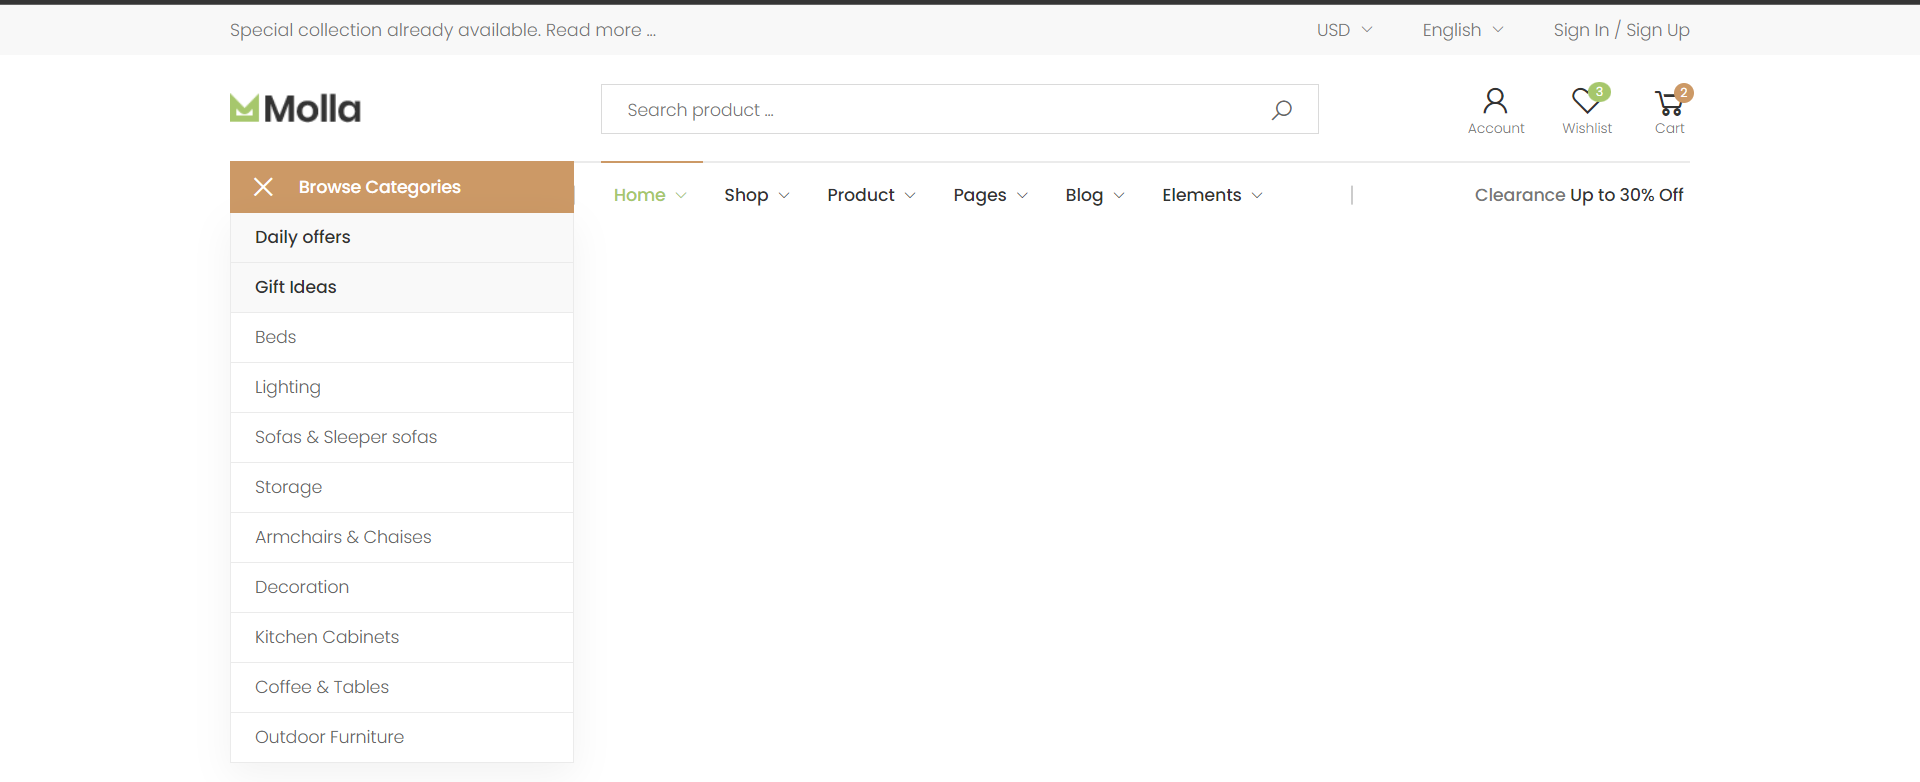 Special collection already available. Read more ...
USD
English
Sign In / Sign Up
Molla
Search product ...
Account
3
Wishlist
2
Cart
Browse Categories
Home
Shop
Product
Pages
Blog
Elements
Clearance Up to 30% Off
Daily offers
Gift Ideas
Beds
Lighting
Sofas & Sleeper sofas
Storage
Armchairs & Chaises
Decoration
Kitchen Cabinets
Coffee & Tables
Outdoor Furniture